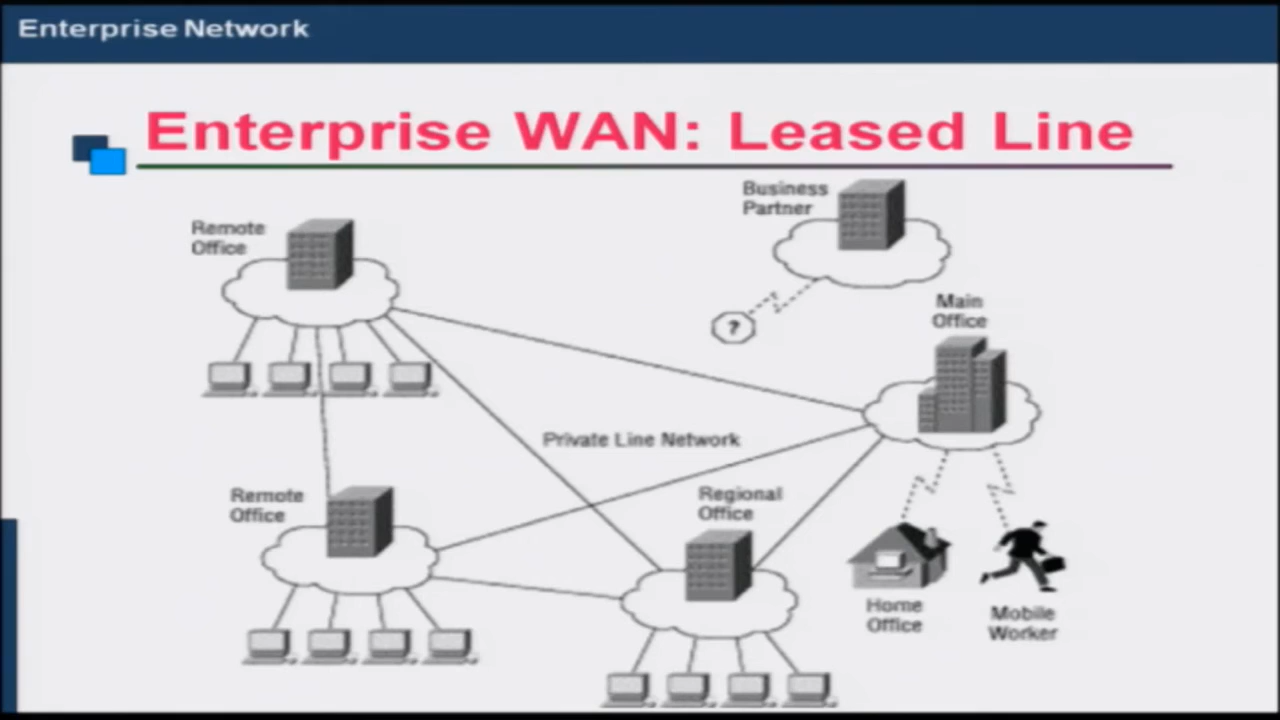 Enterprise Network
Enterprise WAN: Leased Line
Business
Partner
Remote
Office
Main
Office
?
Private Line Network
Remote
Office
Regional
Office
Home
Office
Mobile
Worker